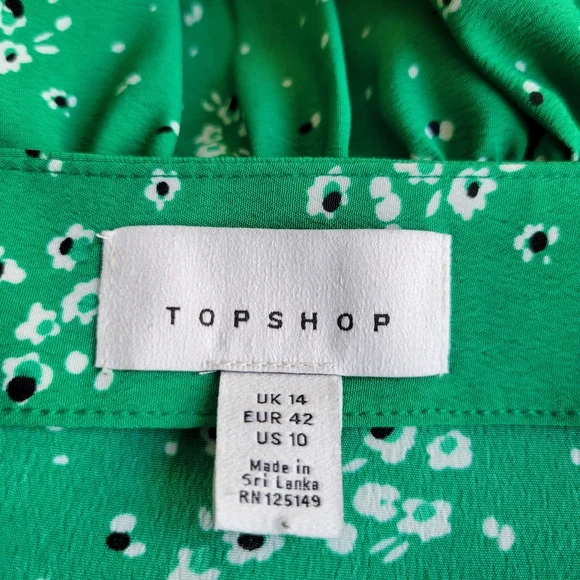 TOPSHOP
UK 14
EUR 42
US 10
Made in
Sri Lanka
RN 125149